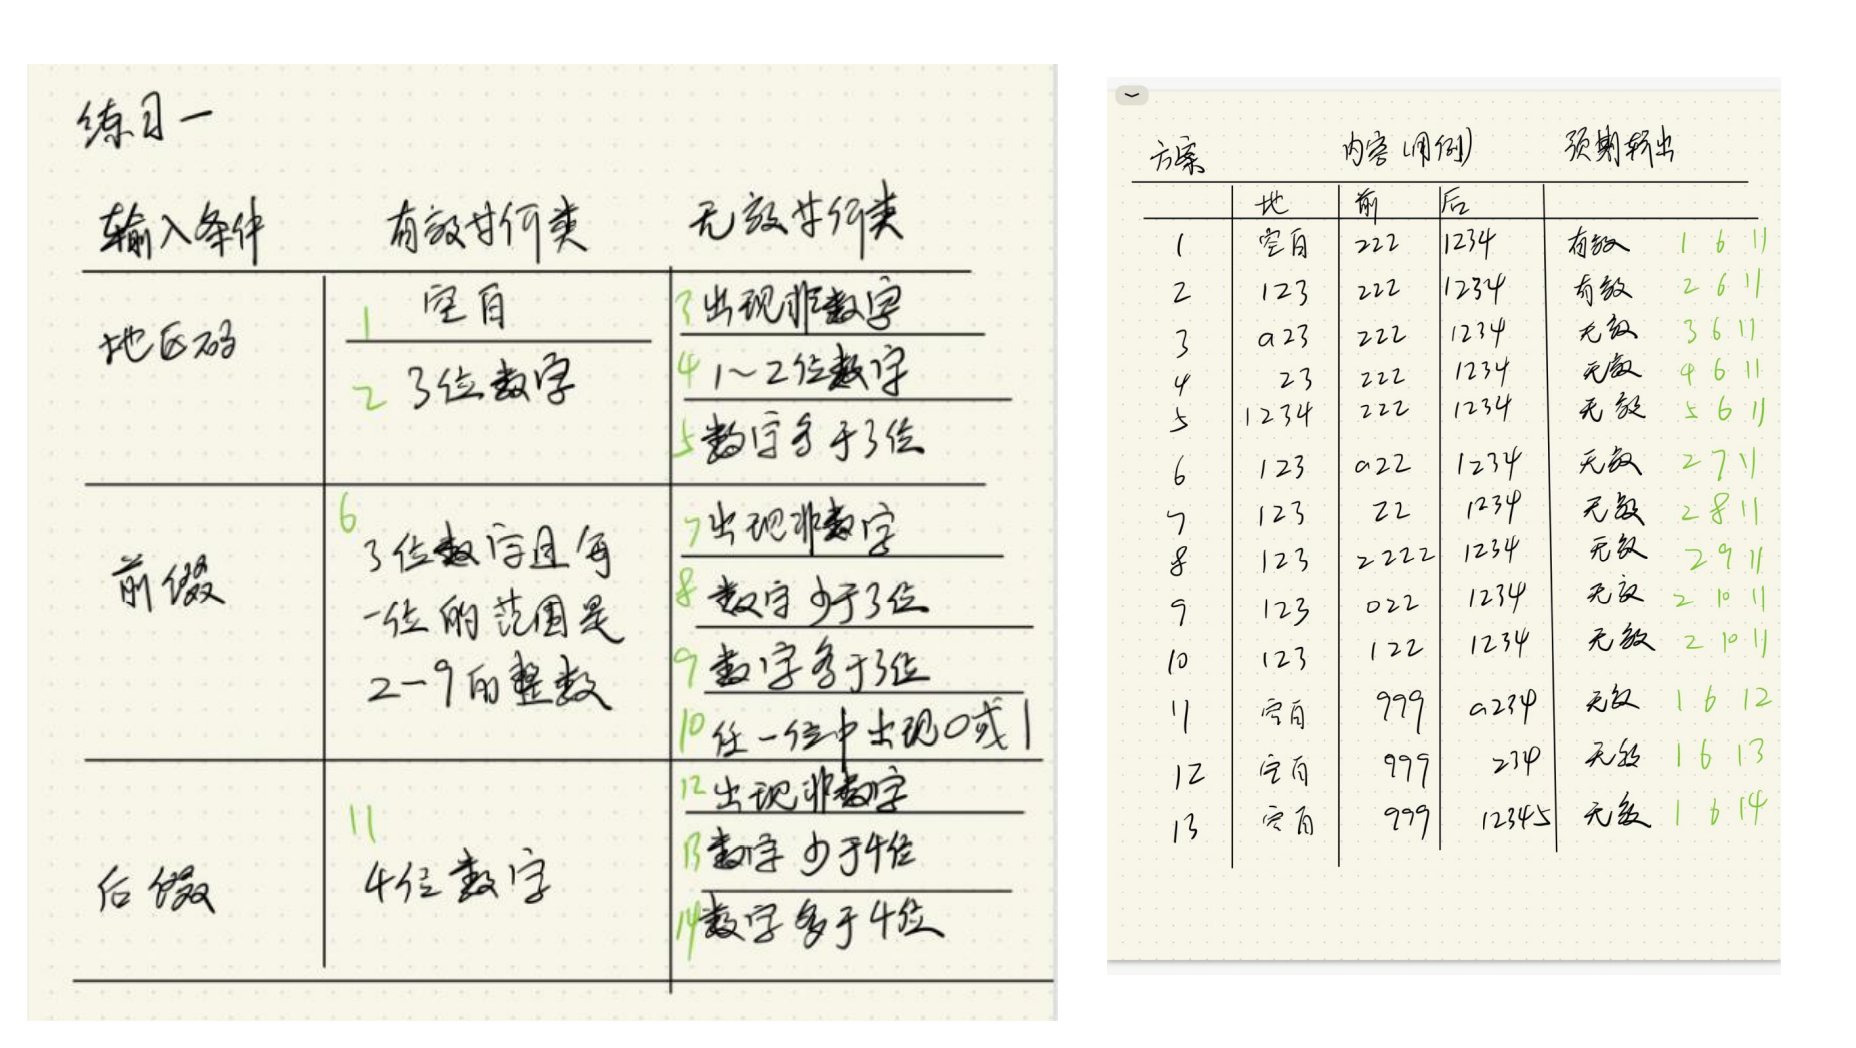 练习一
输入条件 有效等价类 无效等价类
地区码 1 空白 3 出现非数字
2 3位数字 4 1~2位数字
5 数字多于3位
前缀 6 3位数字且每 7 出现非数字
一位的范围是 8 数字少于3位
2-9的整数 9 数字多于3位
10 任一位中出现0或1
后缀 11 4位数字 12 出现非数字
13 数字少于4位
14 数字多于4位
方案 内容(用例) 预期输出
地 前 后
1 空白 222 1234 有效 1 6 11
2 123 222 1234 有效 2 6 11
3 a23 222 1234 无效 3 6 11
4 23 222 1234 无效 4 6 11
5 1234 222 1234 无效 5 6 11
6 123 a22 1234 无效 2 7 11
7 123 22 1234 无效 2 8 11
8 123 2222 1234 无效 2 9 11
9 123 022 1234 无效 2 10 11
10 123 122 1234 无效 2 10 11
11 空白 999 a234 无效 1 6 12
12 空白 999 234 无效 1 6 13
13 空白 999 12345 无效 1 6 14